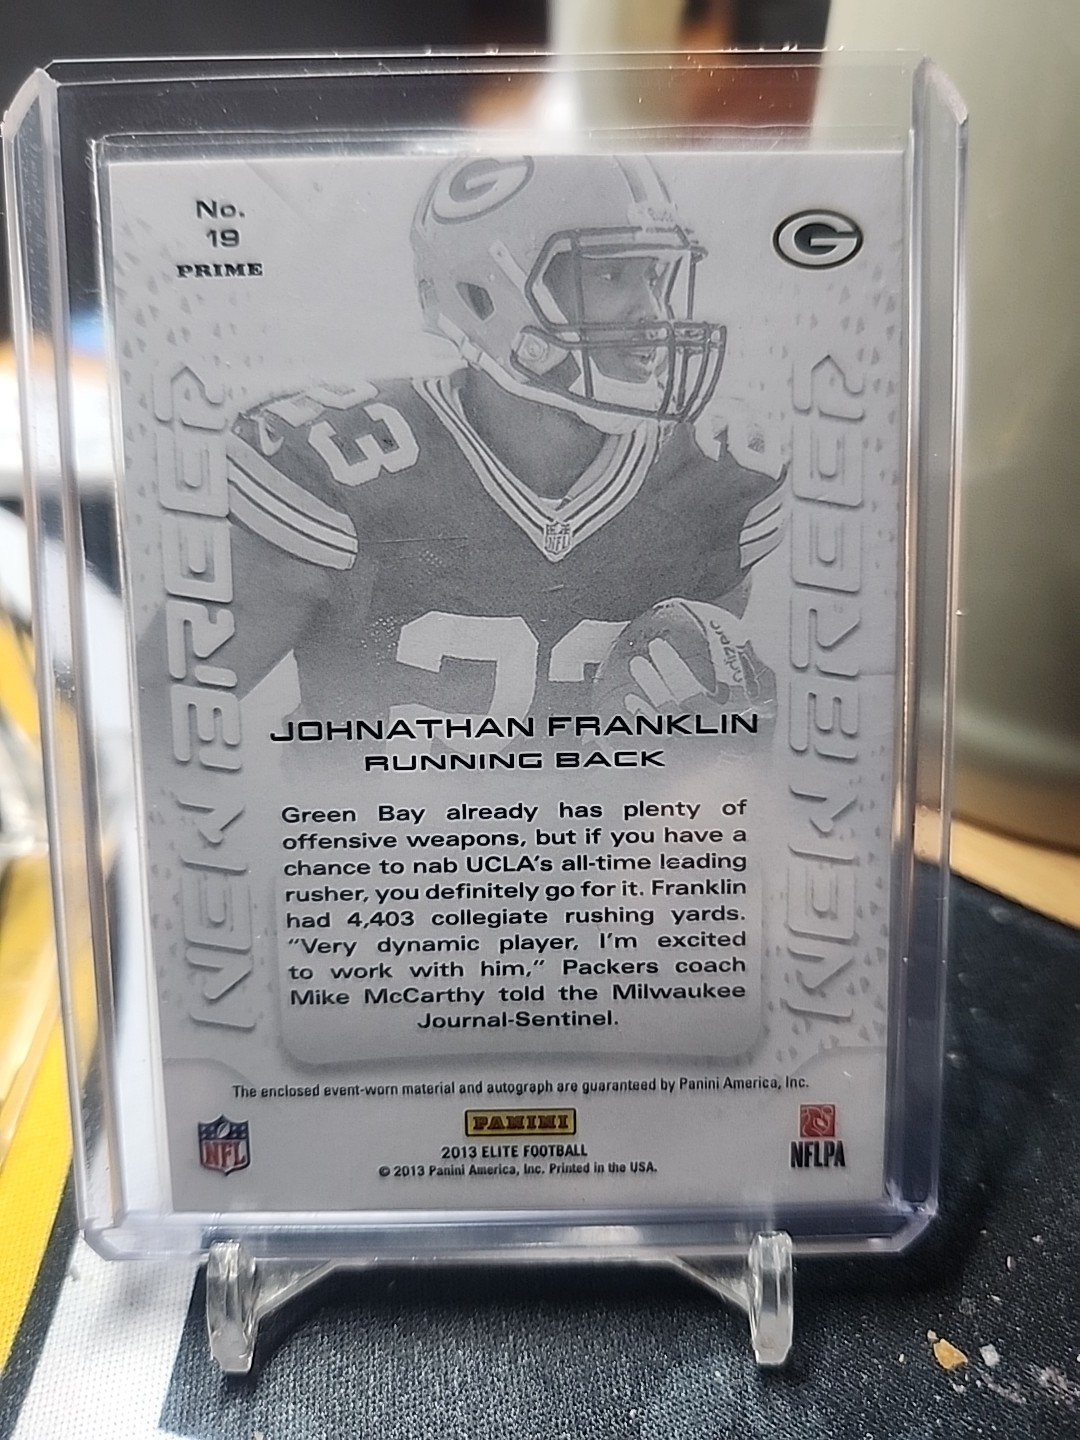 No.
19
PRIME
G
G
NEW BREED
NEW BREED
23
NFL
23
JOHNATHAN FRANKLIN
RUNNING BACK
Green Bay already has plenty of
offensive weapons, but if you have a
chance to nab UCLA's all-time leading
rusher, you definitely go for it. Franklin
had 4,403 collegiate rushing yards.
"Very dynamic player, I'm excited
to work with him," Packers coach
Mike McCarthy told the Milwaukee
Journal-Sentinel.
The enclosed event-worn material and autograph are guaranteed by Panini America, Inc.
NFL
PANINI
NFLPA
2013 ELITE FOOTBALL
© 2013 Panini America, Inc. Printed in the USA.